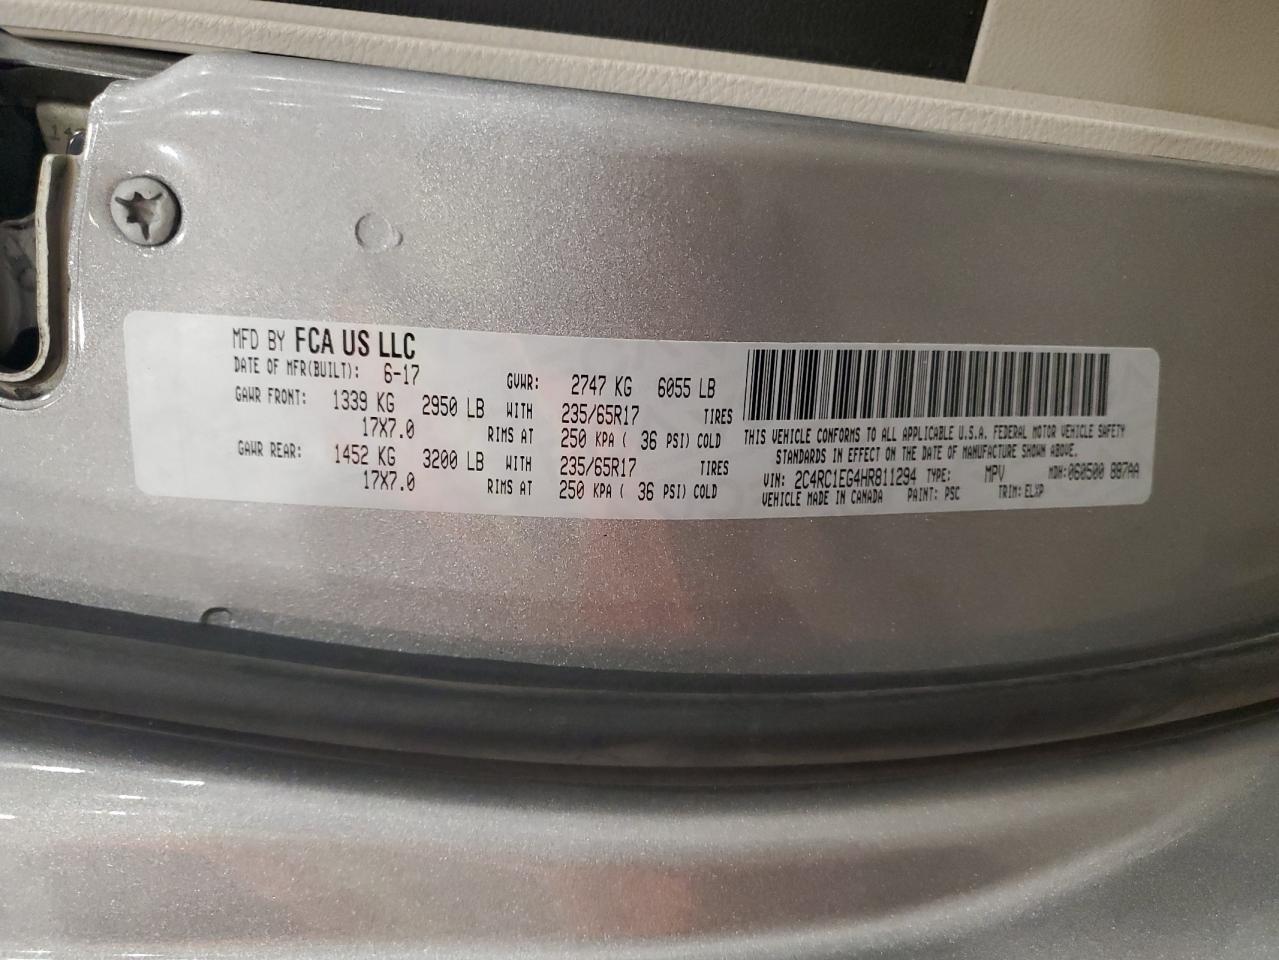 MFD BY FCA US LLC
DATE OF MFR(BUILT): 6-17
GVWR: 2747 KG 6055 LB
GAWR FRONT: 1339 KG 2950 LB WITH 235/65R17 TIRES
17X7.0 RIMS AT 250 KPA ( 36 PSI) COLD
GAWR REAR: 1452 KG 3200 LB WITH 235/65R17 TIRES
17X7.0 RIMS AT 250 KPA ( 36 PSI) COLD
THIS VEHICLE CONFORMS TO ALL APPLICABLE U.S.A. FEDERAL MOTOR VEHICLE SAFETY
STANDARDS IN EFFECT ON THE DATE OF MANUFACTURE SHOWN ABOVE.
VIN: 2C4RC1EG4HR811294 TYPE: MPV MDH: 060500 887AA
VEHICLE MADE IN CANADA PAINT: PSC TRIM: ELXP